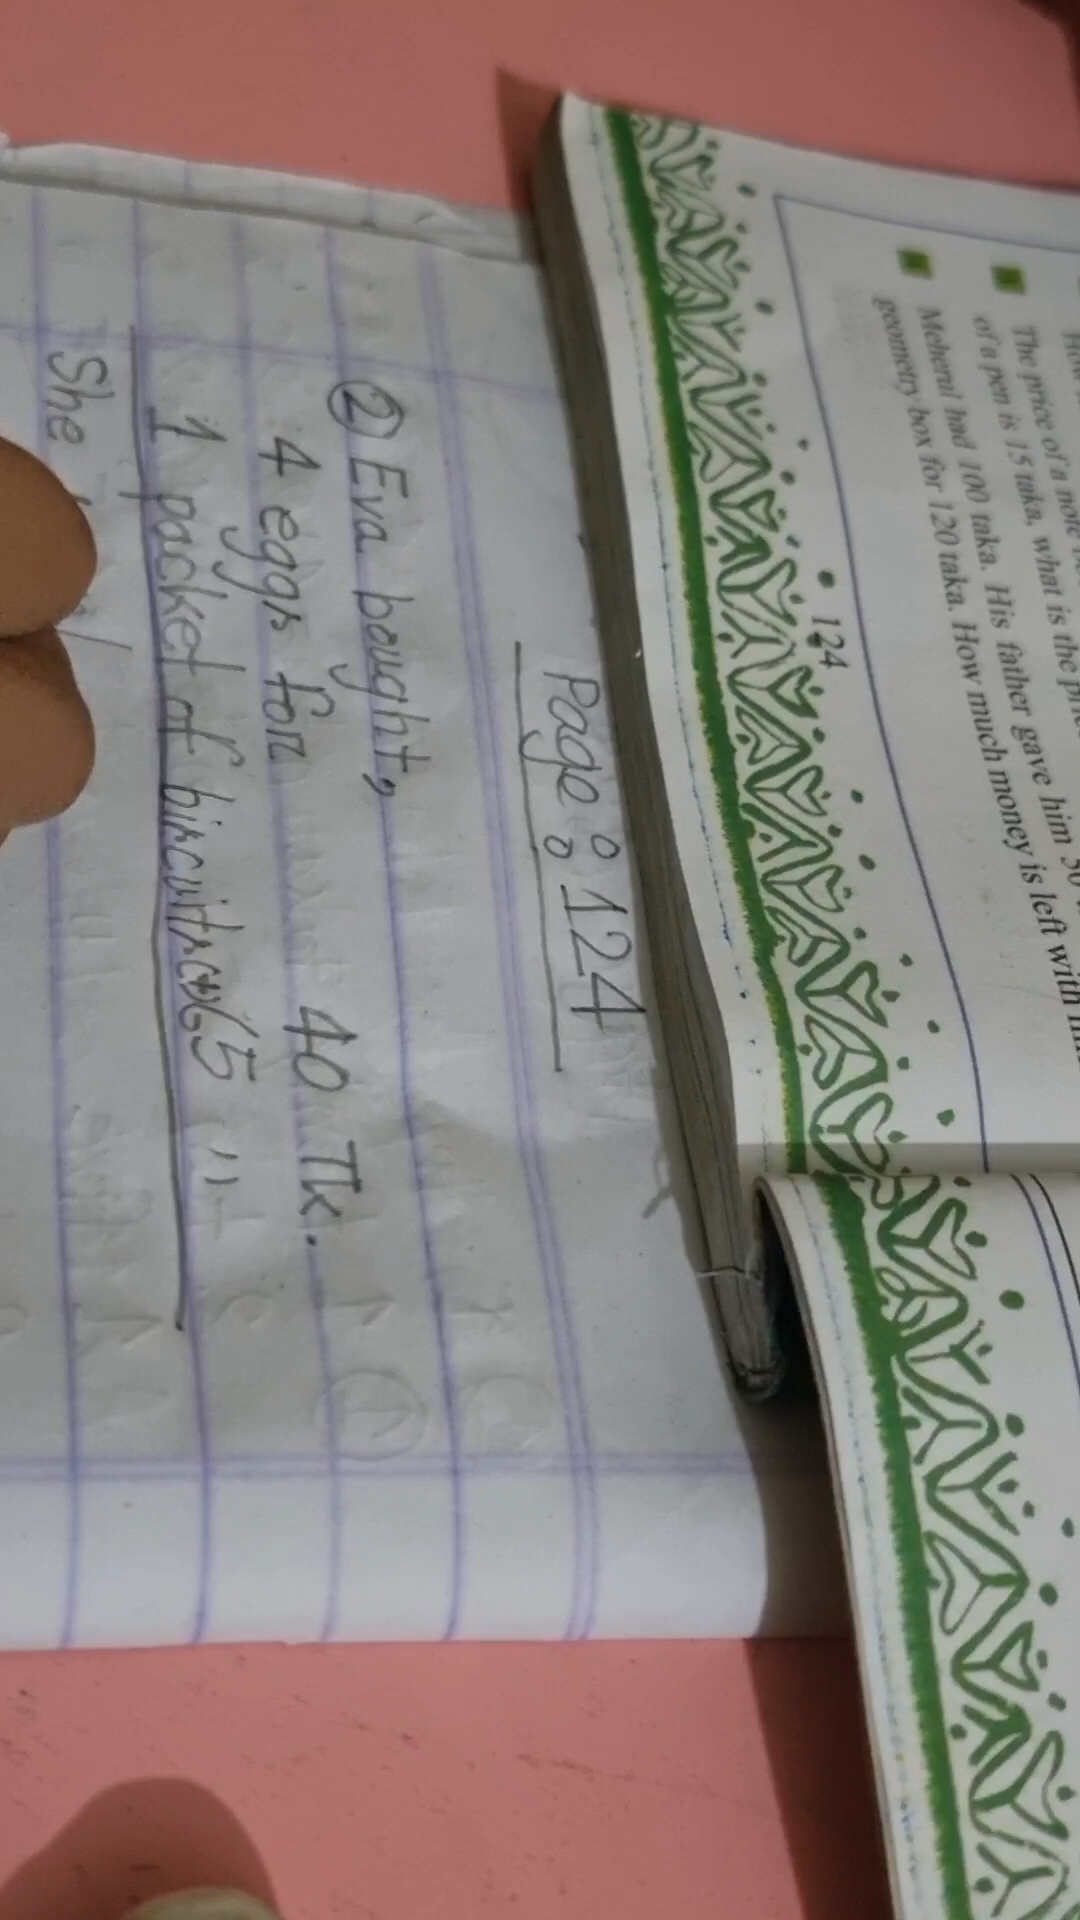 The price of a note
of a pen is 15 taka, what is the
Meherul had 100 taka. His father gave him 50
geometry box for 120 taka. How much money is left with
124
Page: 124
② Eva bought,
4 eggs for 40 Tk.
1 packet of biscuits 65 "
She